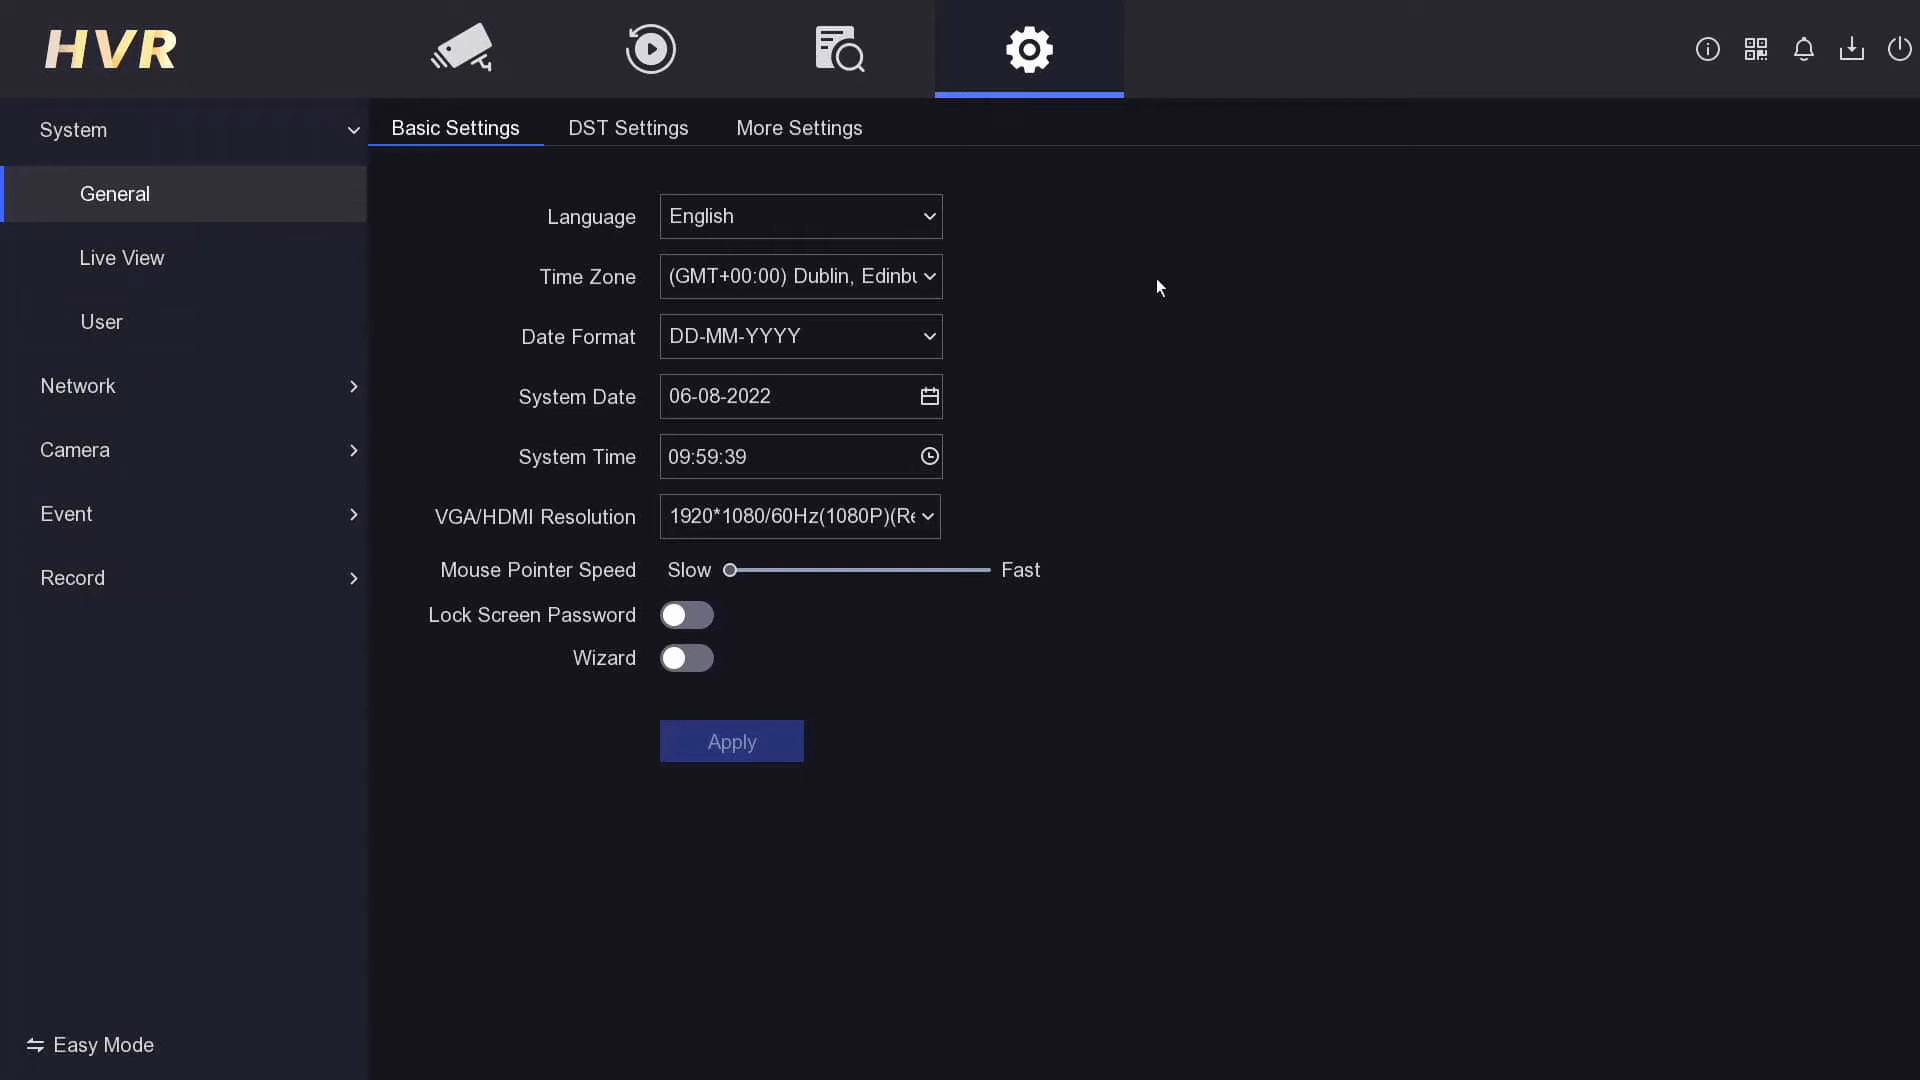 HVR
System
General
Live View
User
Network
Camera
Event
Record
Easy Mode
Basic Settings
DST Settings
More Settings
Language
English
Time Zone
(GMT+00:00) Dublin,
Date Format
DD-MM-YYYY
System Date
06-08-2022
System Time
09:59:39
VGA/HDMI Resolution
1920*1080/60Hz(1080P)
Mouse Pointer Speed
Slow
Fast
Lock Screen Password
Wizard
Apply